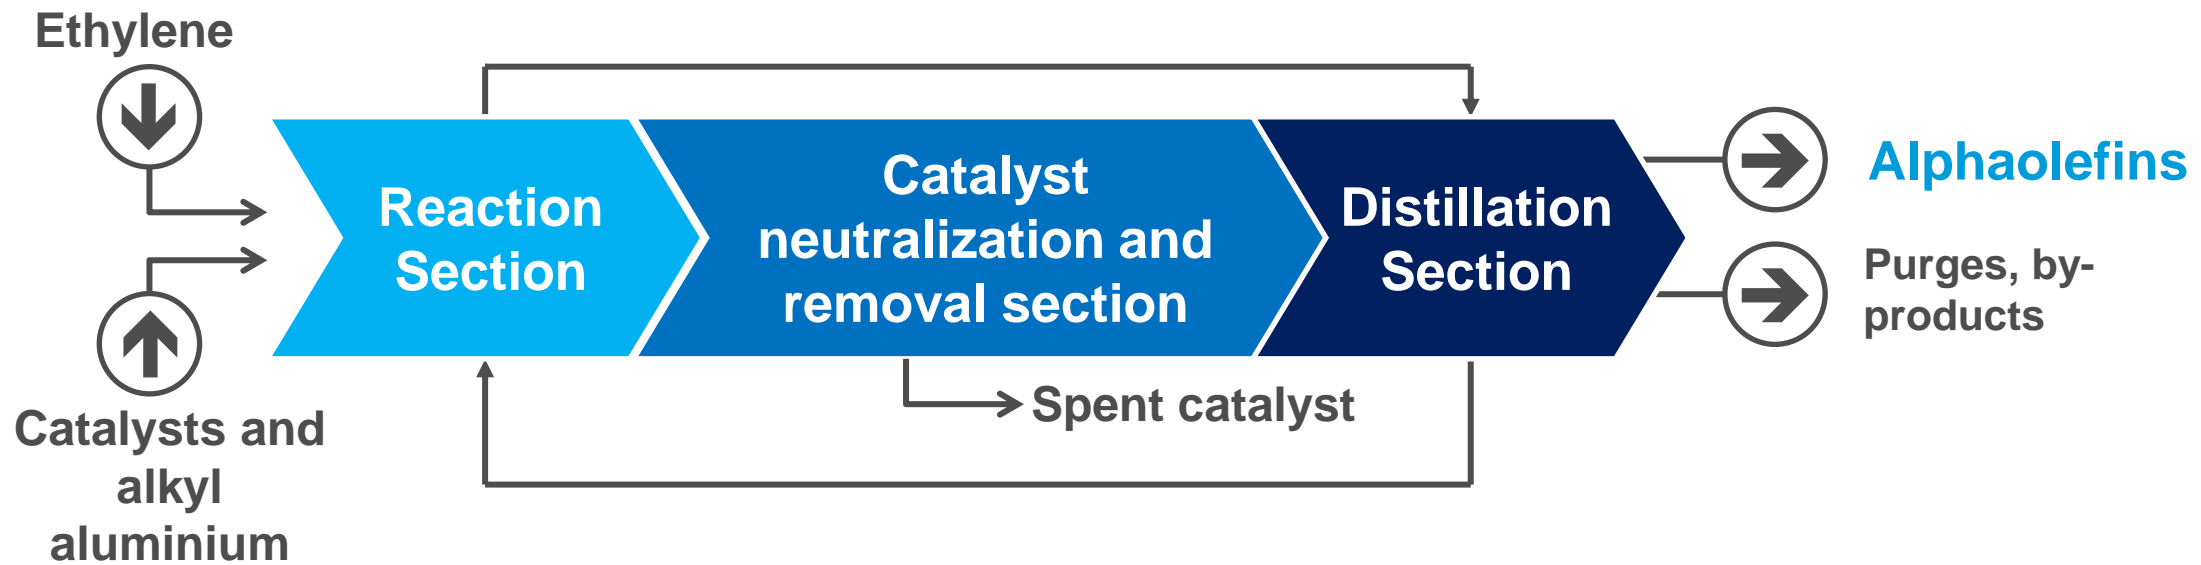 Ethylene
Catalysts and
alkyl
aluminium
Reaction
Section
Catalyst
neutralization and
removal section
Spent catalyst
Distillation
Section
Alphaolefins
Purges, by-
products